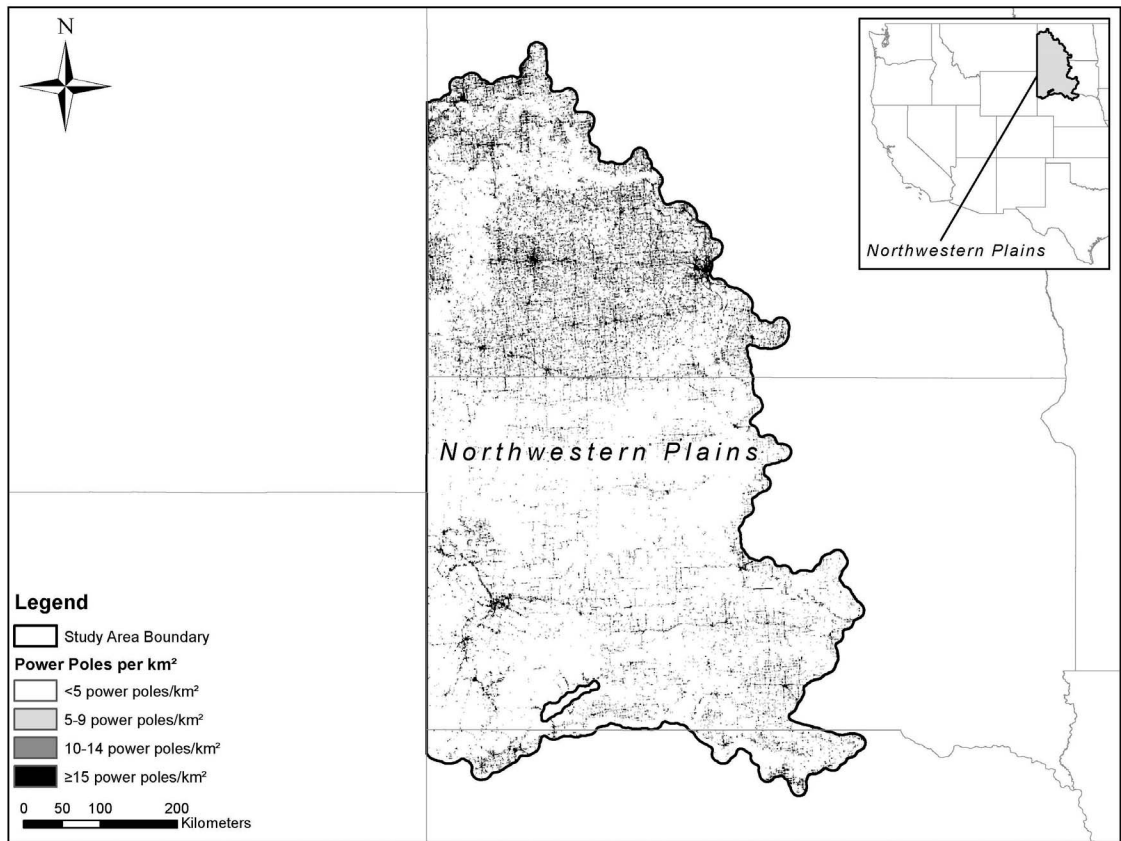 N
Northwestern Plains
Northwestern Plains
Legend
Study Area Boundary
Power Poles per km²
<5 power poles/km²
5-9 power poles/km²
10-14 power poles/km²
≥15 power poles/km²
0 50 100 200
Kilometers